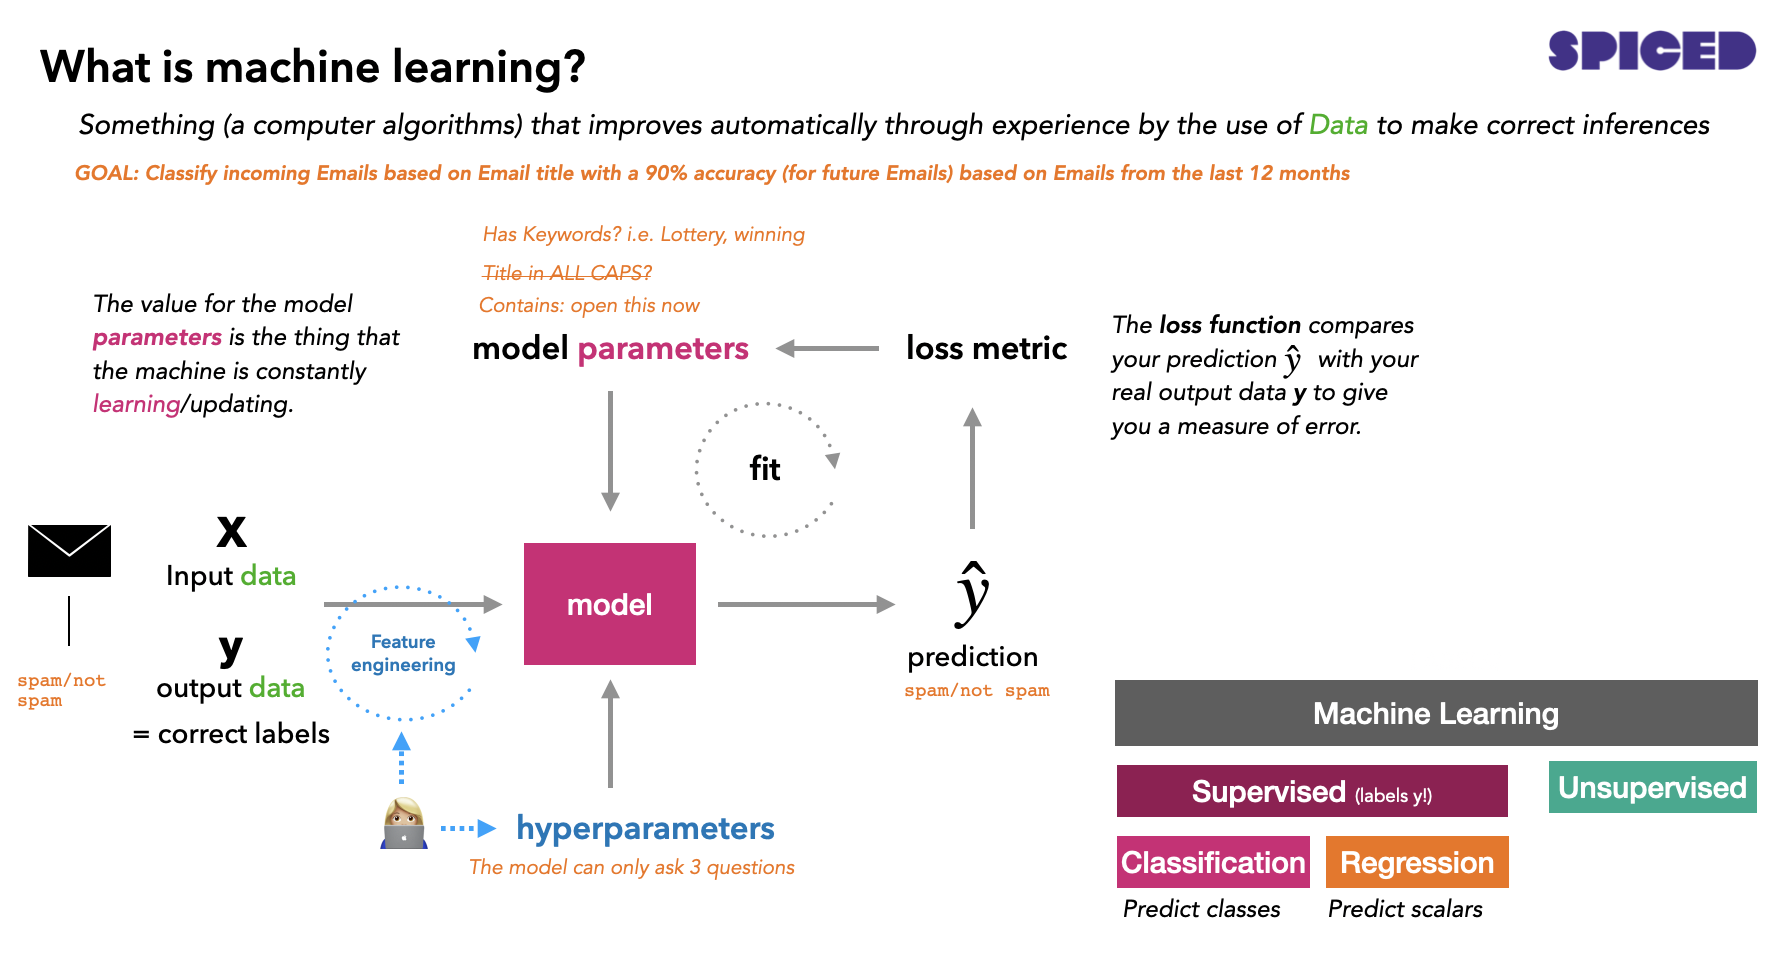 What is machine learning?
SPICED
Something (a computer algorithms) that improves automatically through experience by the use of Data to make correct inferences
GOAL: Classify incoming Emails based on Email title with a 90% accuracy (for future Emails) based on Emails from the last 12 months
Has Keywords? i.e. Lottery, winning
Title in ALL CAPS?
Contains: open this now
The value for the model
parameters is the thing that
the machine is constantly
learning/updating.
model parameters
loss metric
The loss function compares
your prediction ŷ with your
real output data y to give
you a measure of error.
fit
X
Input data
y
output data
= correct labels
spam/not
spam
Feature
engineering
model
ŷ
prediction
spam/not spam
hyperparameters
The model can only ask 3 questions
Machine Learning
Supervised (labels y!)
Unsupervised
Classification
Regression
Predict classes
Predict scalars